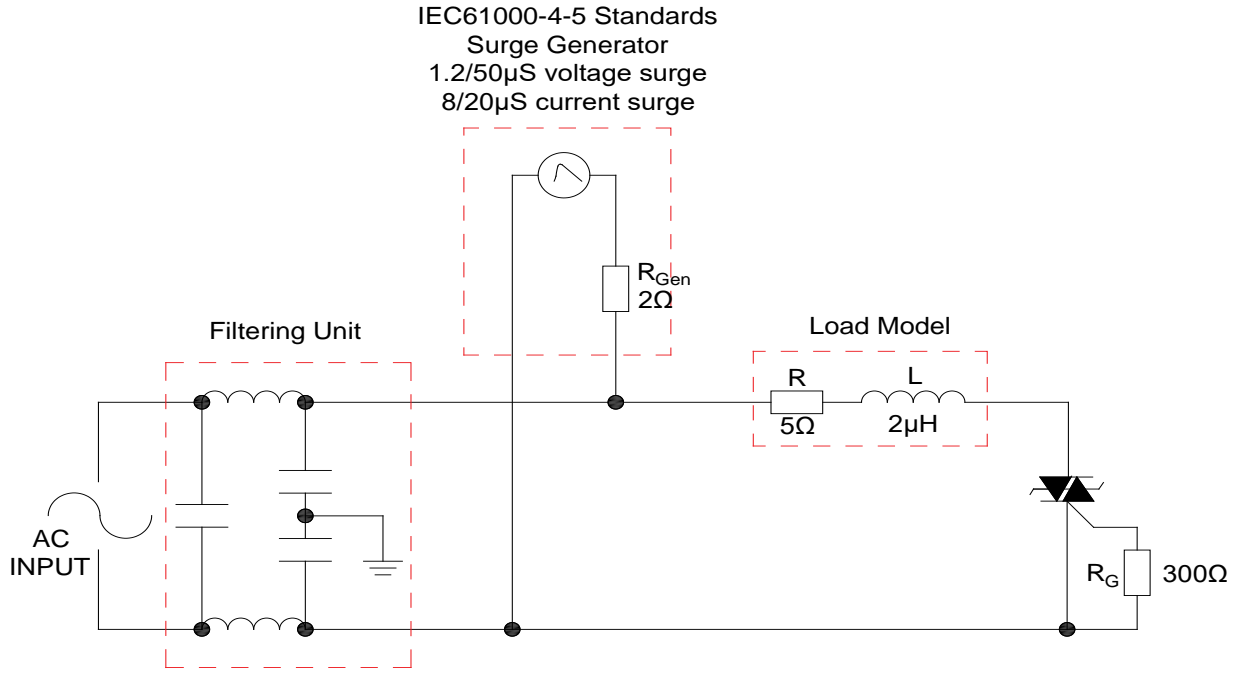 IEC61000-4-5 Standards
Surge Generator
1.2/50µS voltage surge
8/20µS current surge
RGen
2Ω
Filtering Unit
Load Model
R
L
5Ω
2µH
AC
INPUT
RG
300Ω